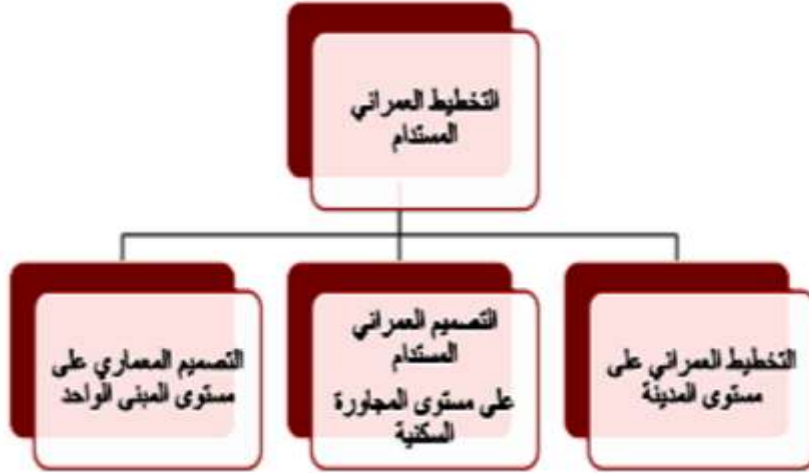 التخطيط العمراني
المستدام
التخطيط العمراني على
مستوى المدينة
التصميم العمراني
المستدام
على مستوى المجاورة
السكنية
التصميم المعماري على
مستوى المبنى الواحد